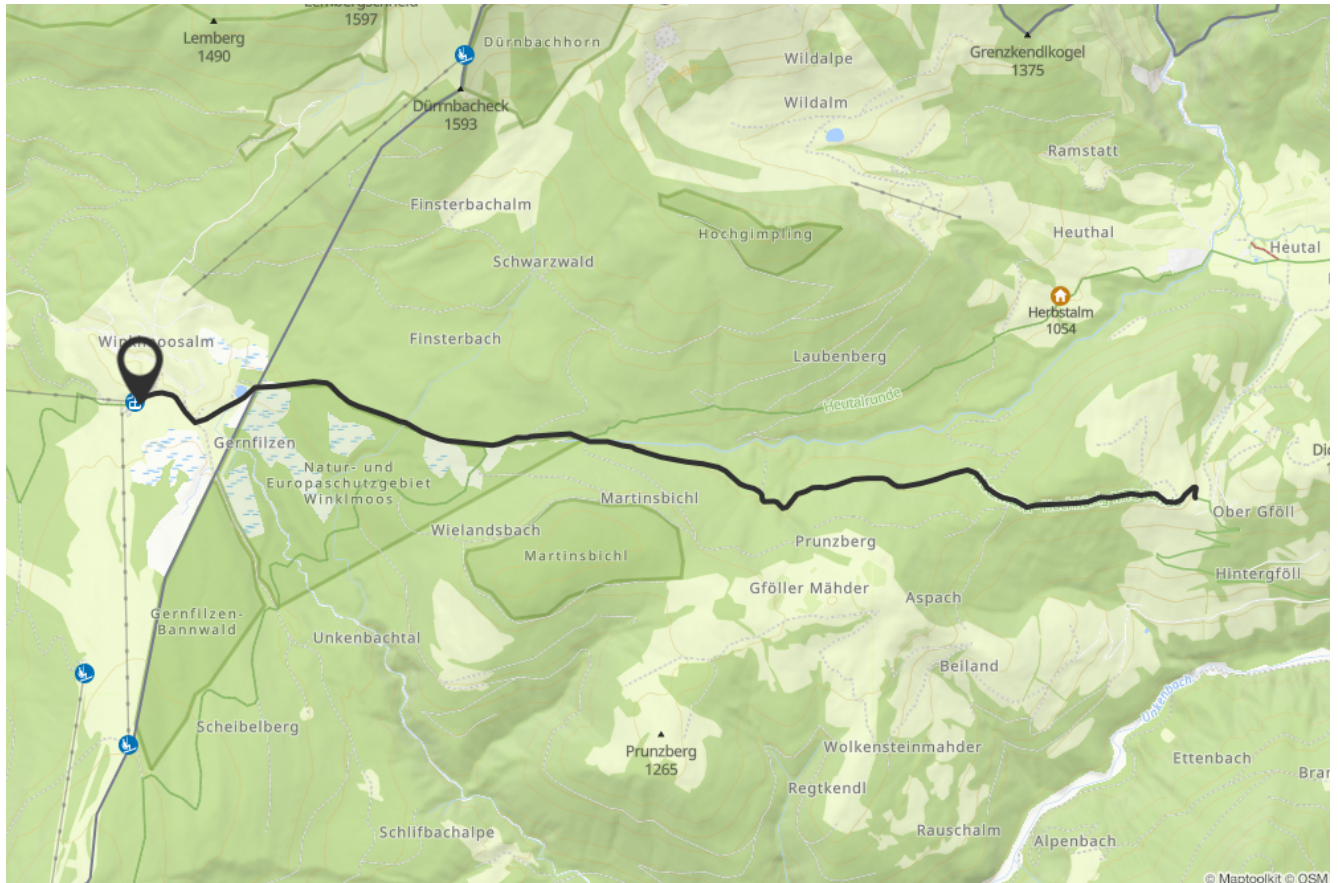 1597
Lemberg
1490
Dürnbachhorn
Dürrnbacheck
1593
Wildalpe
Wildalm
Grenzkendlkogel
1375
Ramstatt
Finsterbachalm
Hochgimpling
Heuthal
Heutal
Schwarzwald
Herbstalm
1054
Winklmoosalm
Finsterbach
Laubenberg
Heutalrunde
Gernfilzen
Natur- und
Europaschutzgebiet
Winklmoos
Martinsbichl
Ober Gföll
Wielandsbach
Prunzberg
Martinsbichl
Hintergföll
Gföller Mähder
Aspach
Gernfilzen-
Bannwald
Unkenbachtal
Beiland
Unkenbach
Scheibelberg
Prunzberg
1265
Wolkensteinmahder
Ettenbach
Regtkendl
Schlifbachalpe
Rauschalm
Alpenbach
© Maptoolkit © OSM